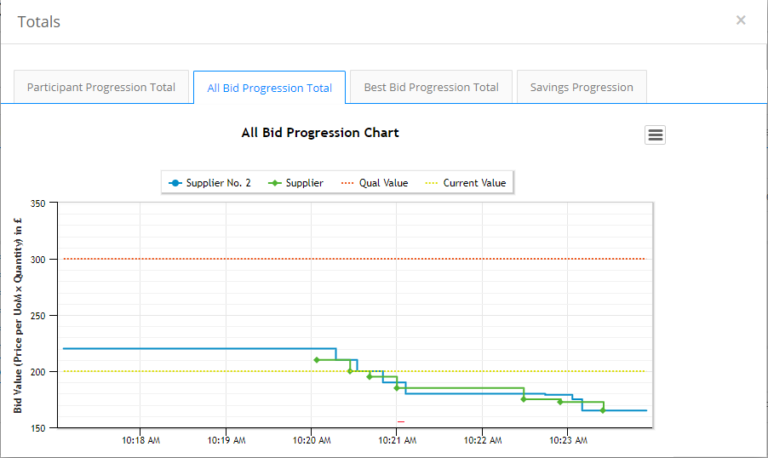 Totals ×
Participant Progression Total All Bid Progression Total Best Bid Progression Total Savings Progression
All Bid Progression Chart
Supplier No. 2 Supplier Qual Value Current Value
Bid Value (Price per UoM x Quantity) in £
350
300
250
200
150
10:18 AM 10:19 AM 10:20 AM 10:21 AM 10:22 AM 10:23 AM